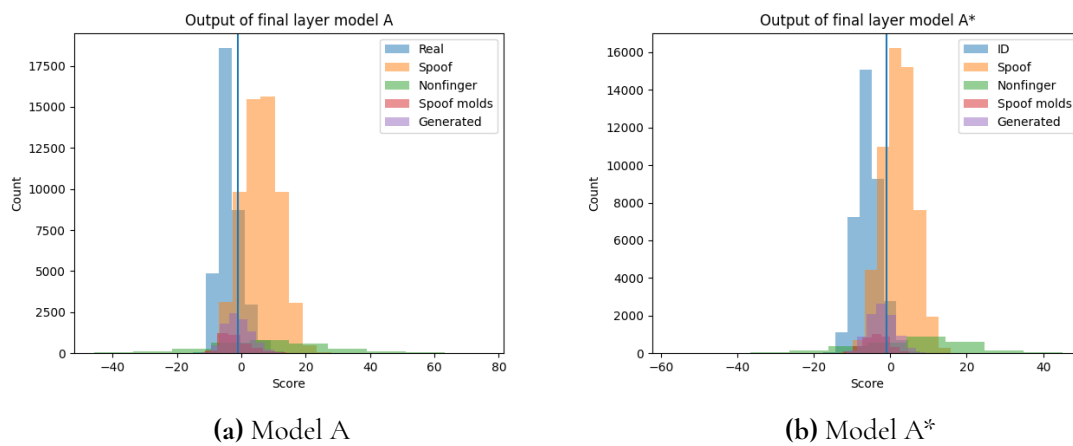 Output of final layer model A
Real
Spoof
Nonfinger
Spoof molds
Generated
17500
15000
12500
10000
7500
5000
2500
0
Count
−40 −20 0 20 40 60 80
Score
(a) Model A
Output of final layer model A*
ID
Spoof
Nonfinger
Spoof molds
Generated
16000
14000
12000
10000
8000
6000
4000
2000
0
Count
−60 −40 −20 0 20 40
Score
(b) Model A*